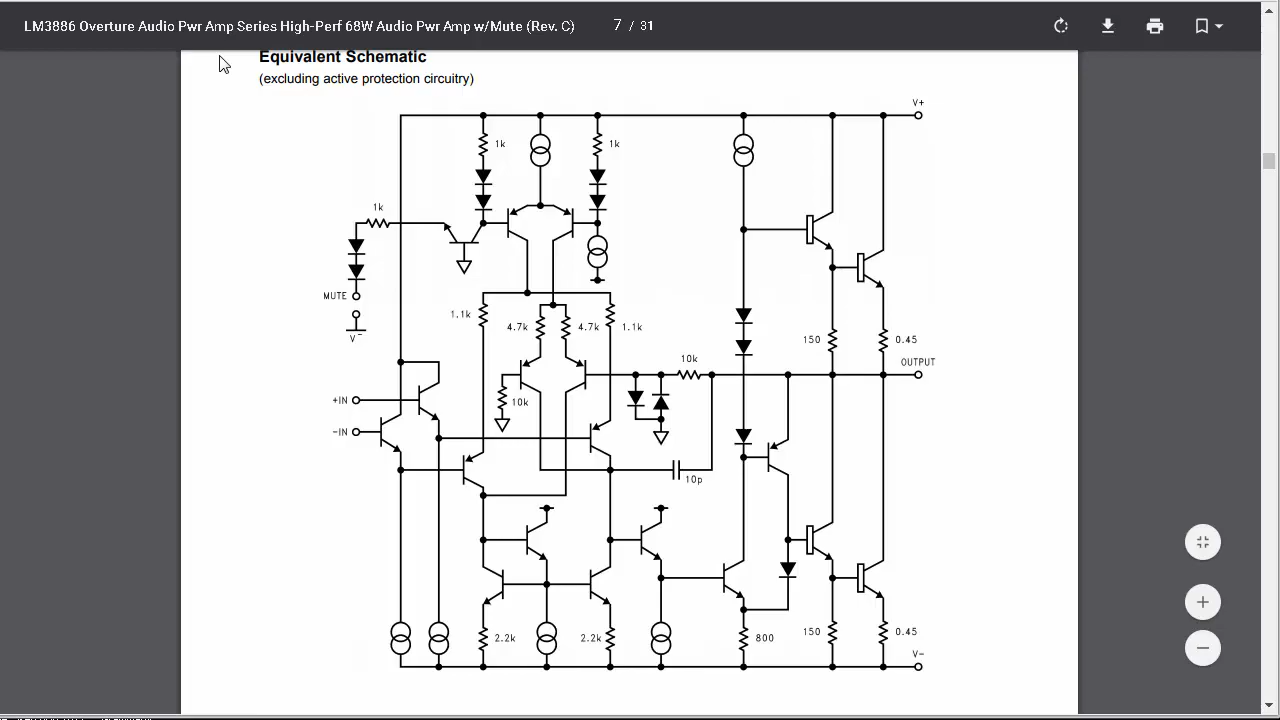 LM3886 Overture Audio Pwr Amp Series High-Perf 68W Audio Pwr Amp w/Mute (Rev. C)
7 / 31
Equivalent Schematic
(excluding active protection circuitry)
V+
1k
1k
1k
MUTE
V−
1.1k
4.7k
4.7k
1.1k
150
0.45
OUTPUT
10k
10k
+IN
−IN
10p
2.2k
2.2k
800
150
0.45
V−